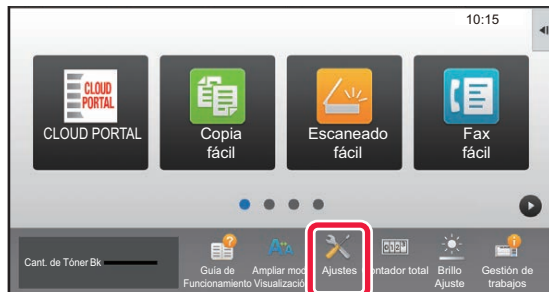 10:15
CLOUD
PORTAL
CLOUD PORTAL
Copia
fácil
Escaneado
fácil
Fax
fácil
Cant. de Tóner Bk
Guía de
Funcionamiento
Ampliar mod
Visualizació
Ajustes
ontador total
Brillo
Ajuste
Gestión de
trabajos